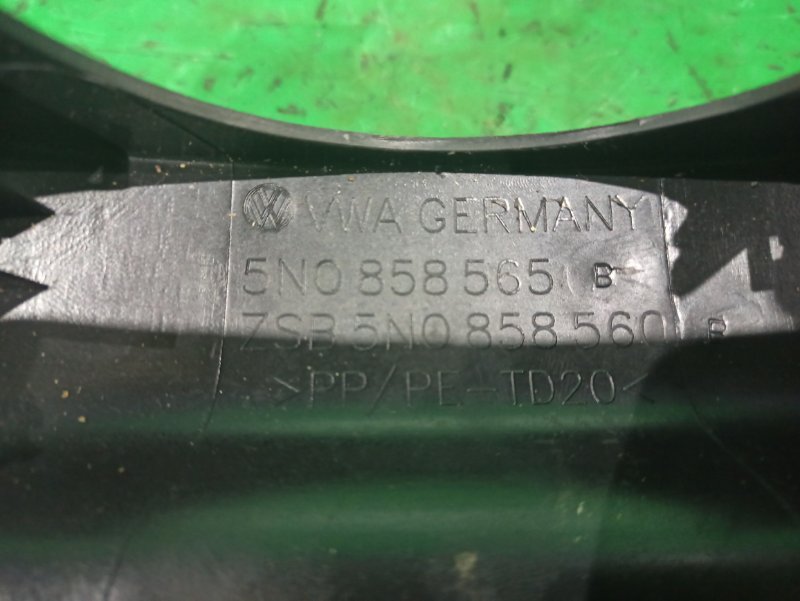 VWA GERMANY
5N0 858 565 B
ZSB 5N0 858 560 B
>PP/PE-TD20<